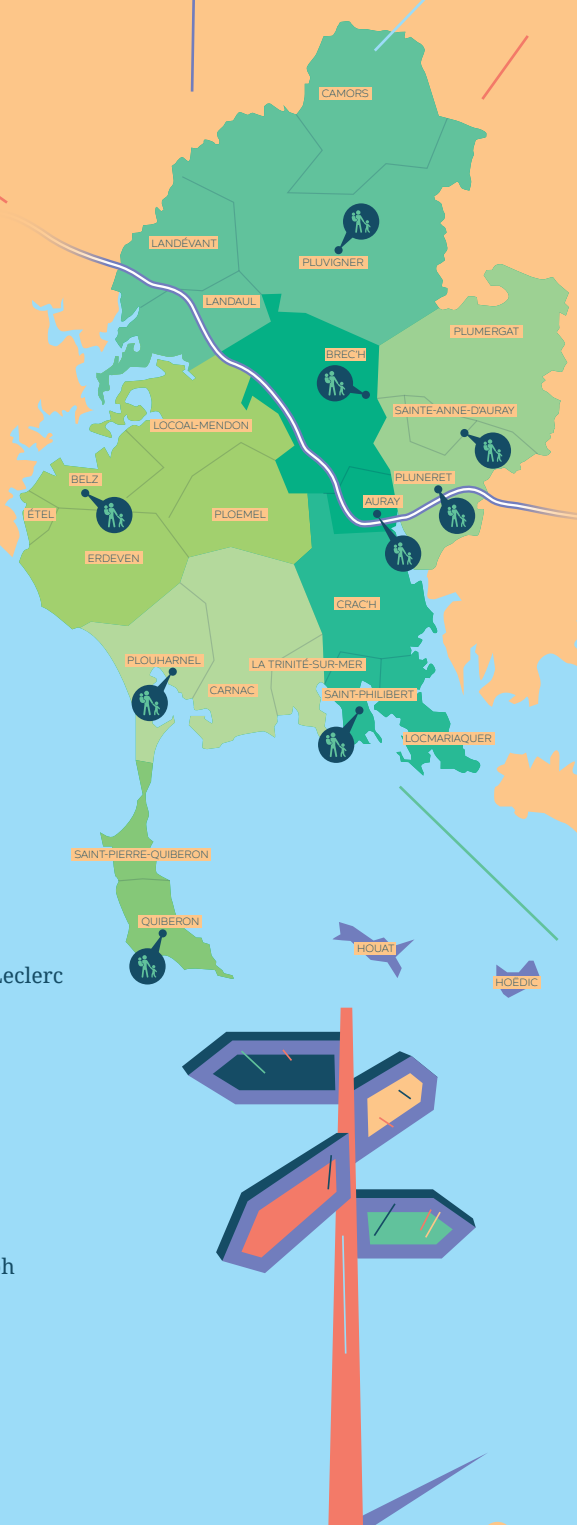 CAMORS
LANDÉVANT
PLUVIGNER
LANDAUL
PLUMERGAT
BREC'H
SAINTE-ANNE-D'AURAY
LOCOAL-MENDON
BELZ
PLUNERET
AURAY
ÉTEL
PLOEMEL
ERDEVEN
CRAC'H
PLOUHARNEL
LA TRINITÉ-SUR-MER
CARNAC
SAINT-PHILIBERT
LOCMARIAQUER
SAINT-PIERRE-QUIBERON
QUIBERON
HOUAT
Leclerc
HOËDIC
h